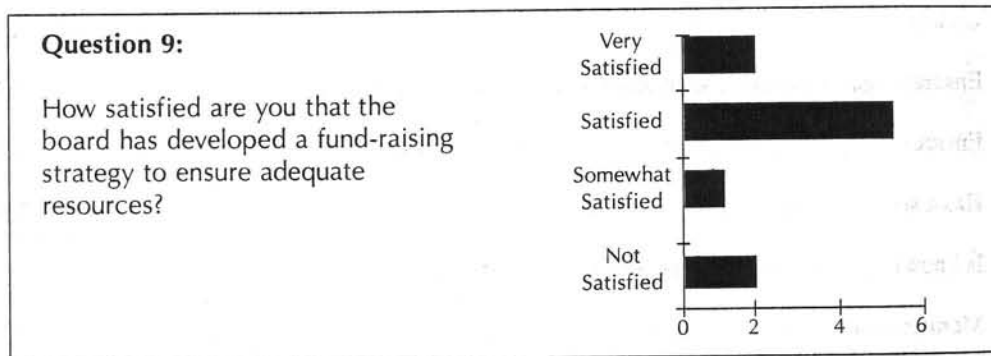 Question 9:
How satisfied are you that the
board has developed a fund-raising
strategy to ensure adequate
resources?
Very
Satisfied
Satisfied
Somewhat
Satisfied
Not
Satisfied
0 2 4 6